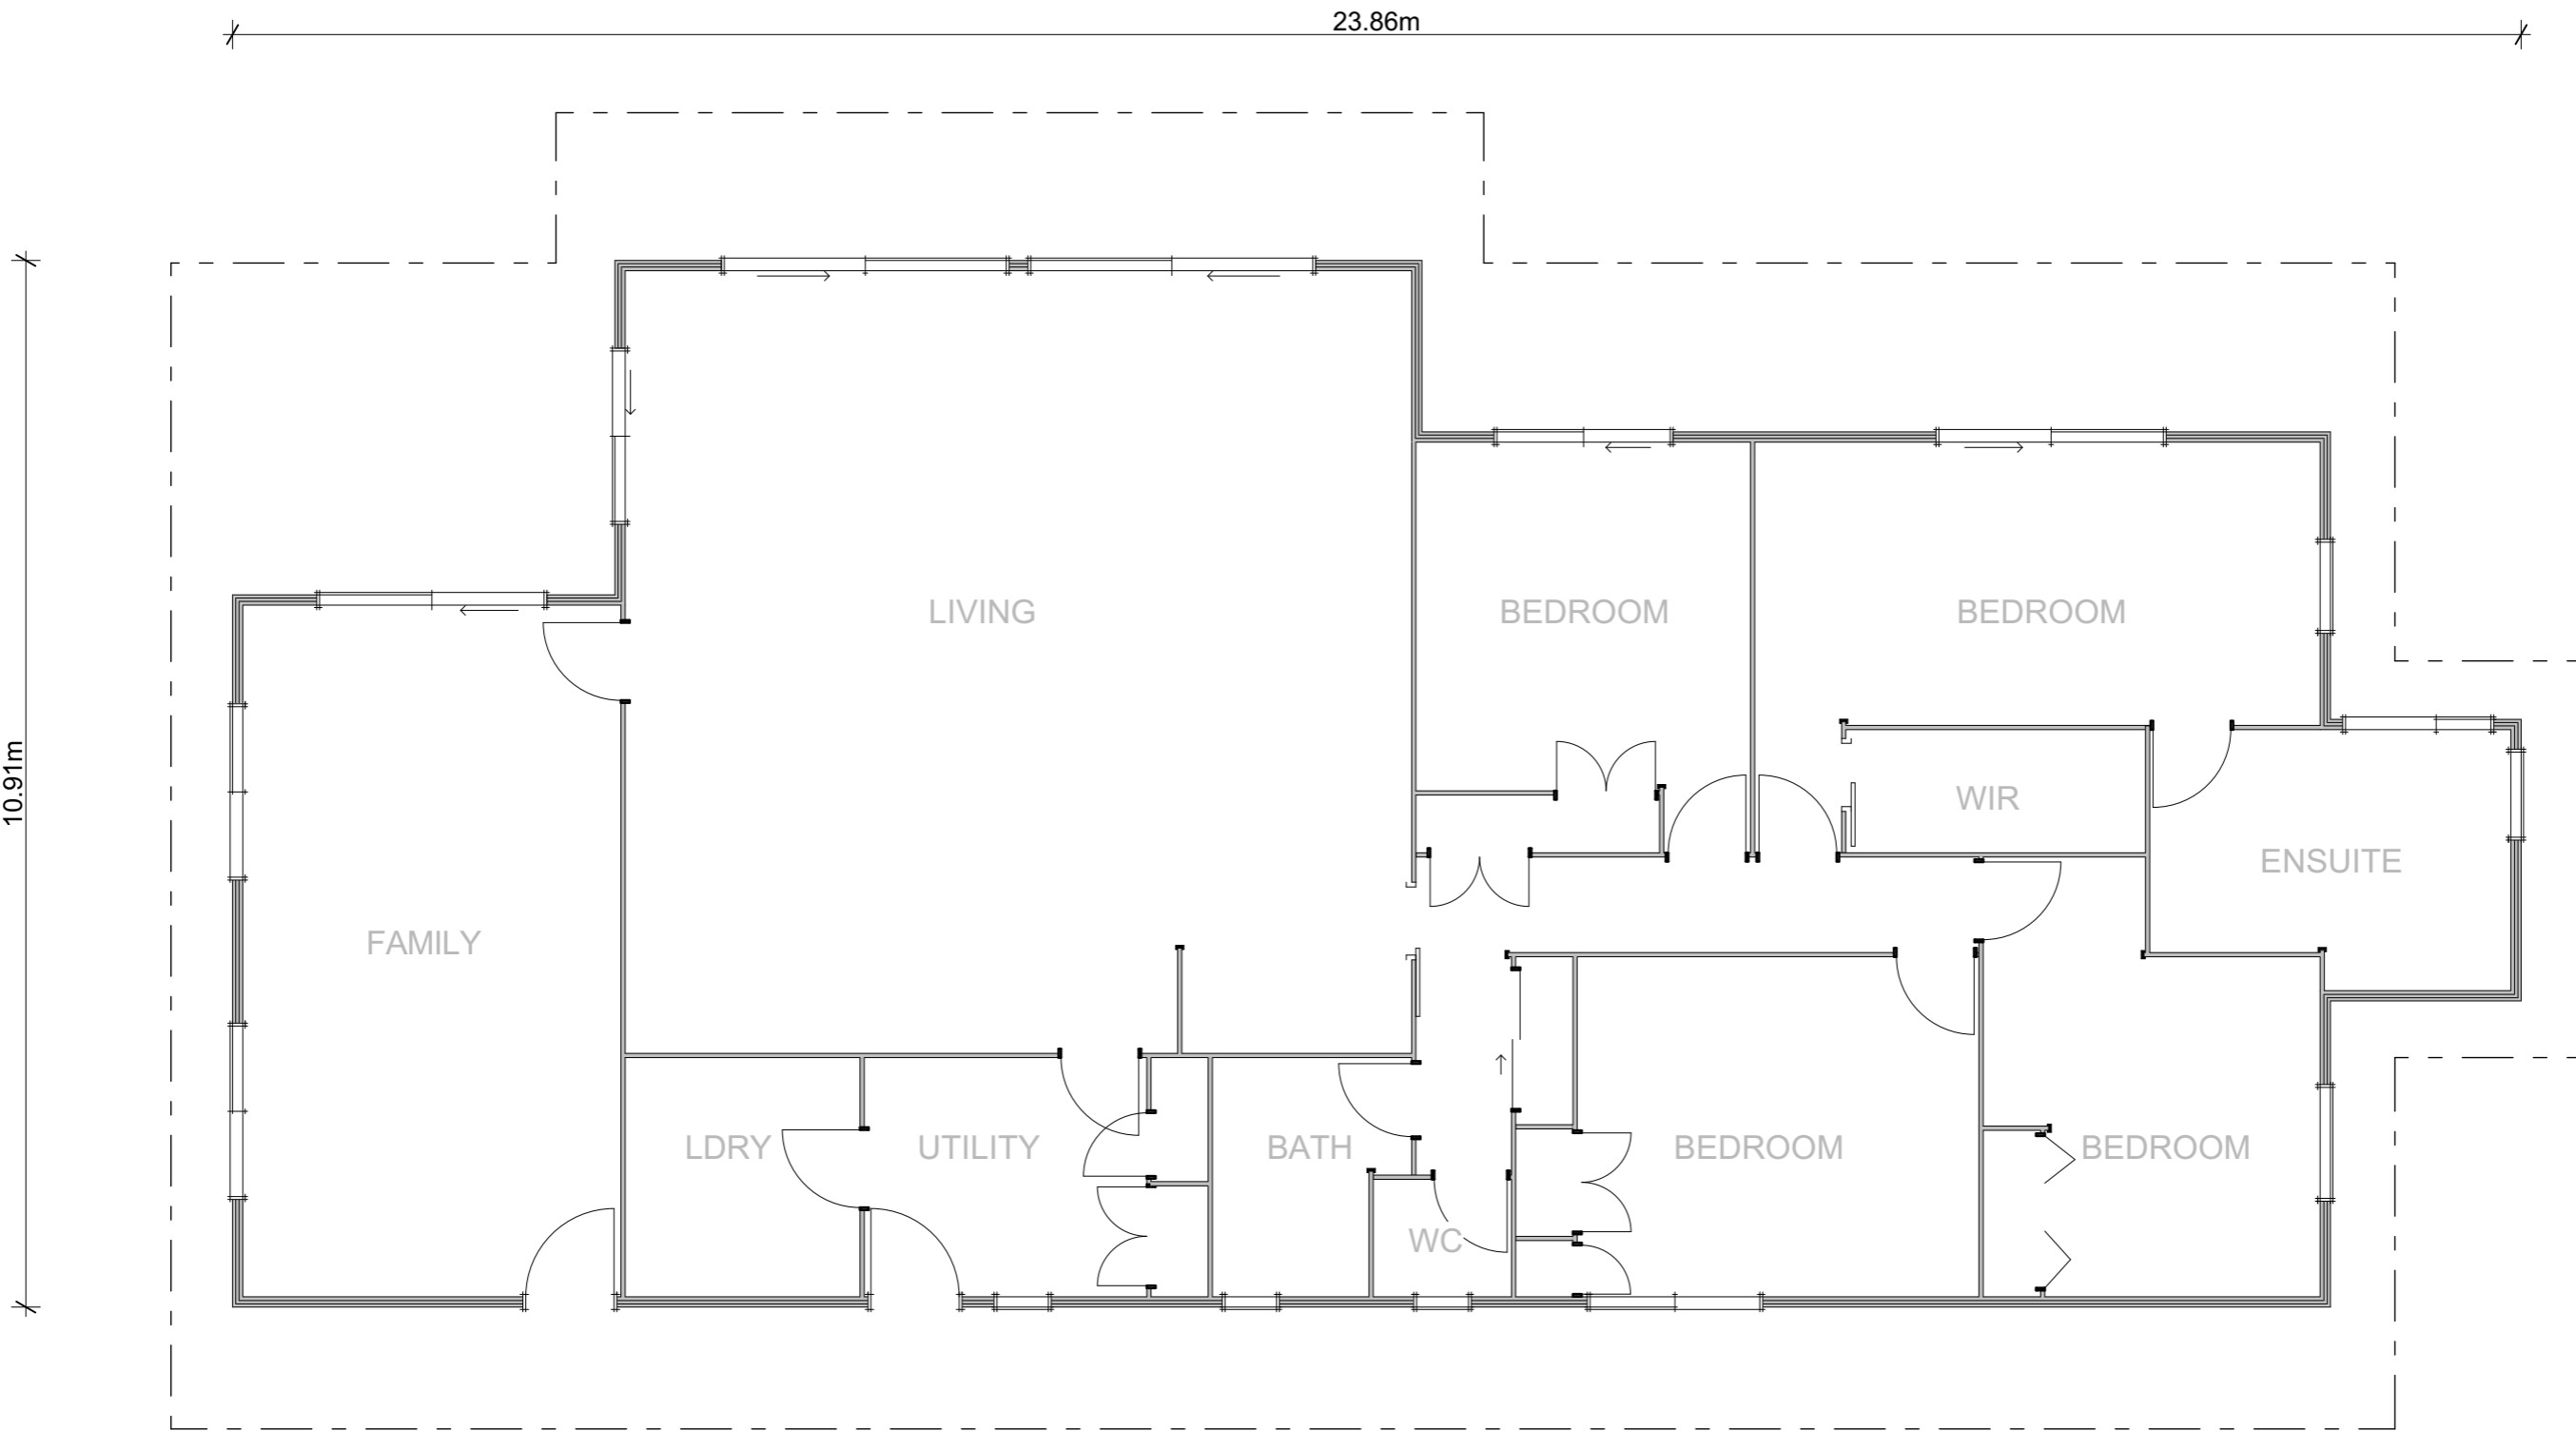 23.86m
10.91m
LIVING
BEDROOM
BEDROOM
WIR
ENSUITE
FAMILY
LDRY
UTILITY
BATH
BEDROOM
BEDROOM
WC